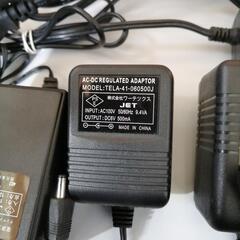 AC-DC REGULATED ADAPTOR
MODEL:TELA-41-060500J
株式会社ワーテックス
JET
INPUT:AC100V 50/60Hz 9.4VA
OUTPUT:DC6V 500mA
MADE IN CHINA